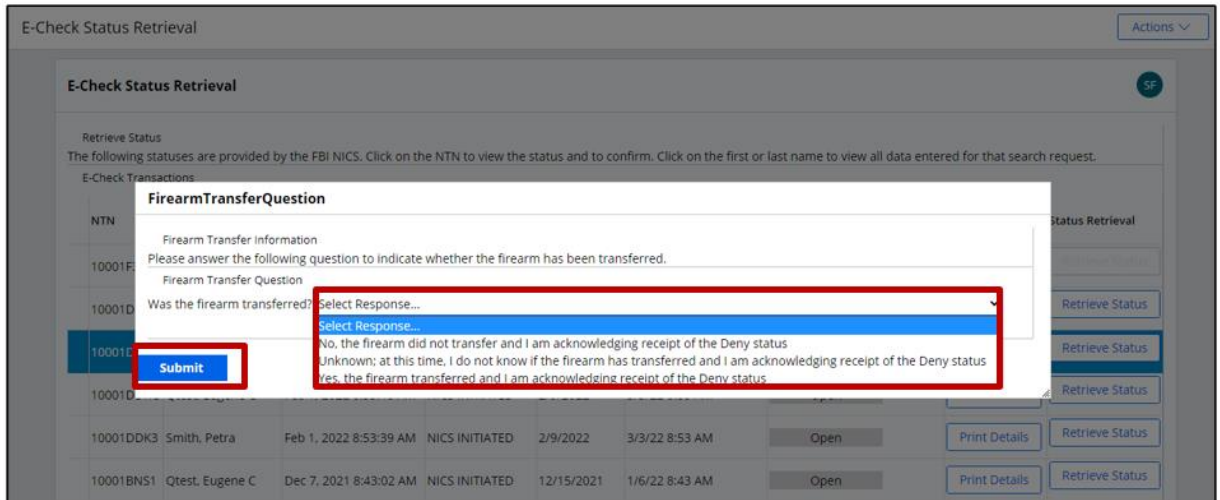 E-Check Status Retrieval
Actions
E-Check Status Retrieval
SF
Retrieve Status
The following statuses are provided by the FBI NICS. Click on the NTN to view the status and to confirm. Click on the first or last name to view all data entered for that search request.
E-Check Transactions
FirearmTransferQuestion
NTN
Status Retrieval
Firearm Transfer Information
Please answer the following question to indicate whether the firearm has been transferred.
Firearm Transfer Question
Was the firearm transferred? Select Response...
Retrieve Status
Select Response...
No, the firearm did not transfer and I am acknowledging receipt of the Deny status
Retrieve Status
Unknown; at this time, I do not know if the firearm has transferred and I am acknowledging receipt of the Deny status
Submit
Yes, the firearm transferred and I am acknowledging receipt of the Deny status
Retrieve Status
10001DDK3 Smith, Petra Feb 1, 2022 8:53:39 AM NICS INITIATED 2/9/2022 3/3/22 8:53 AM Open Print Details Retrieve Status
10001BNS1 Qtest, Eugene C Dec 7, 2021 8:43:02 AM NICS INITIATED 12/15/2021 1/6/22 8:43 AM Open Print Details Retrieve Status